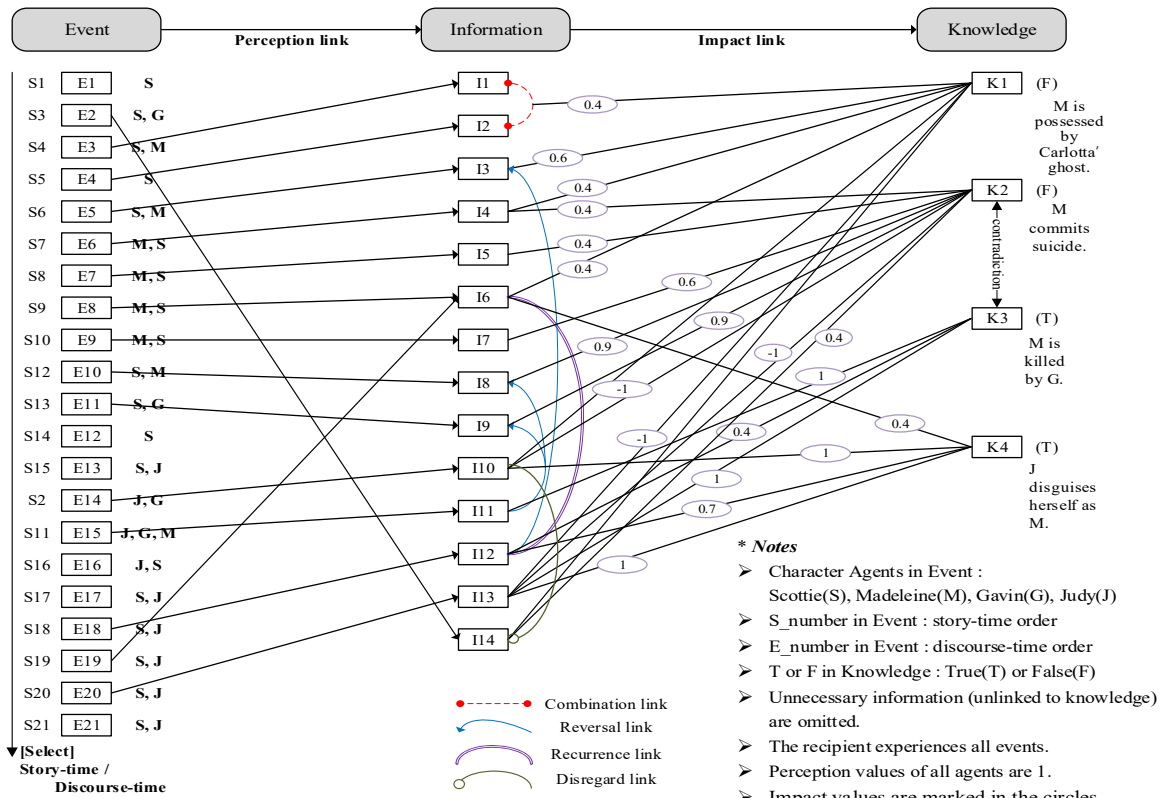 Event
Information
Knowledge
Perception link
Impact link
S1 E1 S
S3 E2 S, G
S4 E3 S, M
S5 E4 S
S6 E5 S, M
S7 E6 M, S
S8 E7 M, S
S9 E8 M, S
S10 E9 M, S
S12 E10 S, M
S13 E11 S, G
S14 E12 S
S15 E13 S, J
S2 E14 J, G
S11 E15 J, G, M
S16 E16 J, S
S17 E17 S, J
S18 E18 S, J
S19 E19 S, J
S20 E20 S, J
S21 E21 S, J
[Select]
Story-time /
Discourse-time
I1
I2
I3
I4
I5
I6
I7
I8
I9
I10
I11
I12
I13
I14
0.4
0.6
0.4
0.4
0.4
0.4
0.6
0.9
0.4
-1
0.9
1
-1
0.4
0.4
-1
1
1
0.7
1
K1 (F)
M is
possessed
by
Carlotta'
ghost.
K2 (F)
M
commits
suicide.
contradiction
K3 (T)
M is
killed
by G.
K4 (T)
J
disguises
herself as
M.
Combination link
Reversal link
Recurrence link
Disregard link
* Notes
➢ Character Agents in Event :
Scottie(S), Madeleine(M), Gavin(G), Judy(J)
➢ S_number in Event : story-time order
➢ E_number in Event : discourse-time order
➢ T or F in Knowledge : True(T) or False(F)
➢ Unnecessary information (unlinked to knowledge)
are omitted.
➢ The recipient experiences all events.
➢ Perception values of all agents are 1.
➢ Impact values are marked in the circles